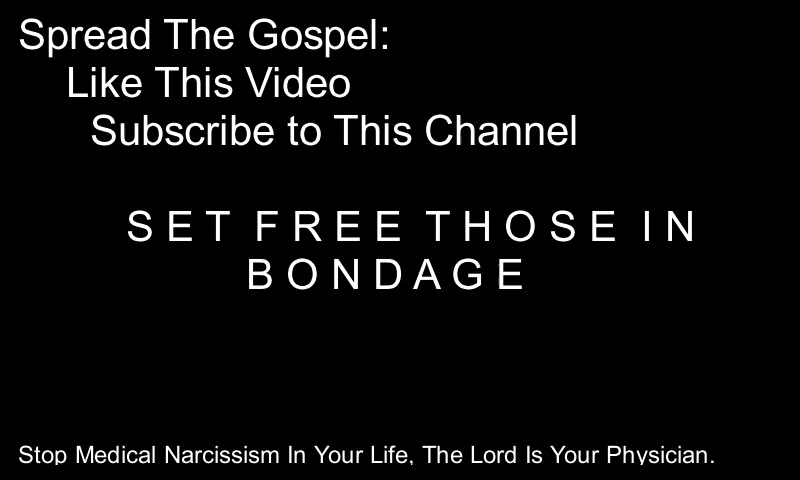 Spread The Gospel:
Like This Video
Subscribe to This Channel
S E T F R E E T H O S E I N
B O N D A G E
Stop Medical Narcissism In Your Life, The Lord Is Your Physician.